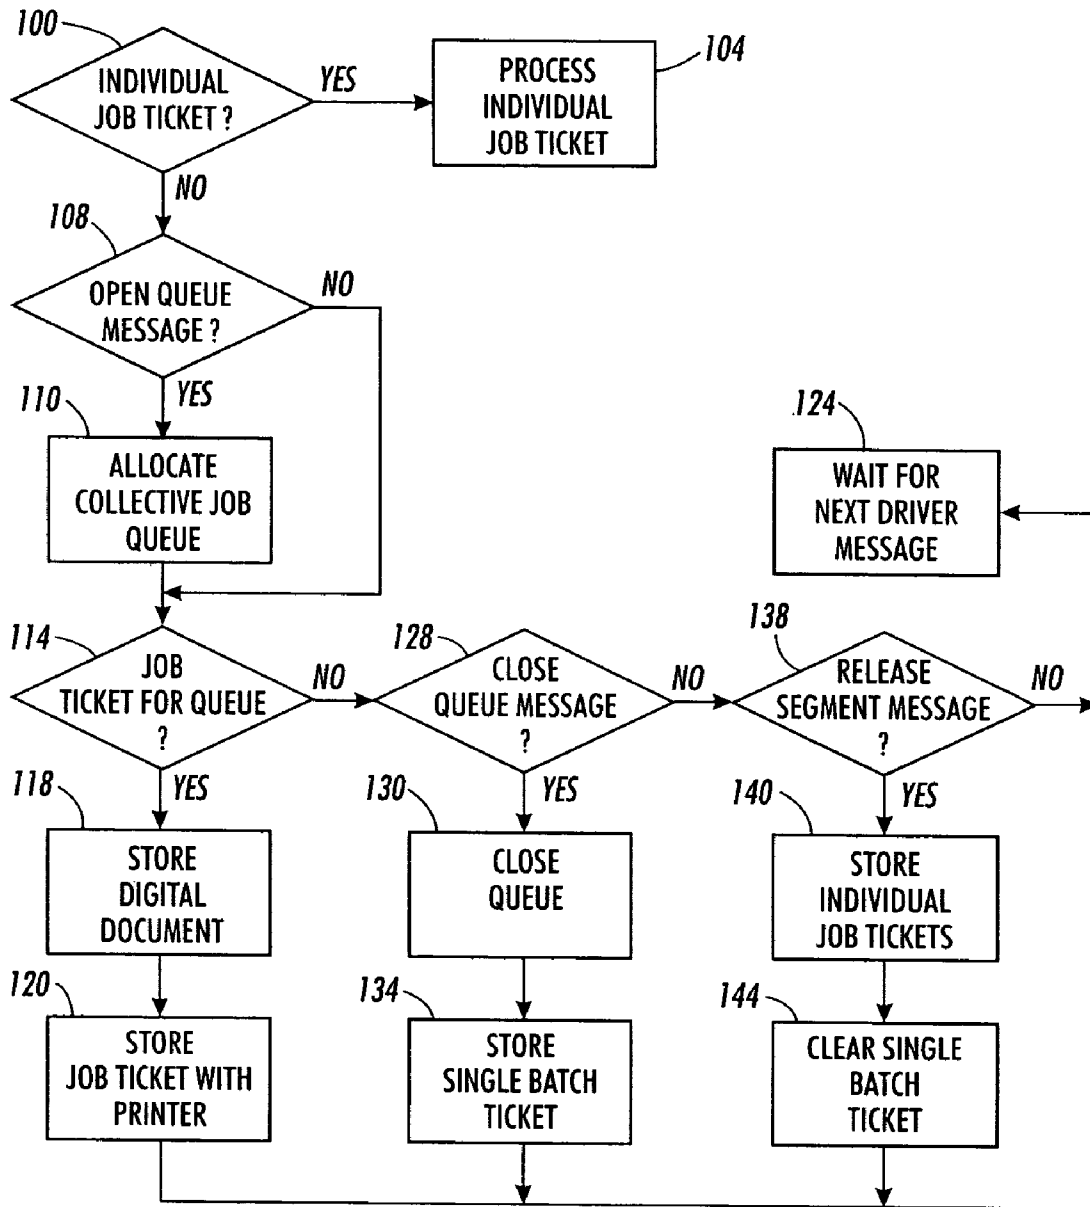 100
INDIVIDUAL
JOB TICKET ?
YES
PROCESS
INDIVIDUAL
JOB TICKET
104
NO
108
OPEN QUEUE
MESSAGE ?
NO
YES
110
ALLOCATE
COLLECTIVE JOB
QUEUE
124
WAIT FOR
NEXT DRIVER
MESSAGE
114
JOB
TICKET FOR QUEUE
?
NO
128
CLOSE
QUEUE MESSAGE
?
NO
138
RELEASE
SEGMENT MESSAGE
?
NO
YES
118
STORE
DIGITAL
DOCUMENT
YES
130
CLOSE
QUEUE
YES
140
STORE
INDIVIDUAL
JOB TICKETS
120
STORE
JOB TICKET WITH
PRINTER
134
STORE
SINGLE BATCH
TICKET
144
CLEAR SINGLE
BATCH
TICKET